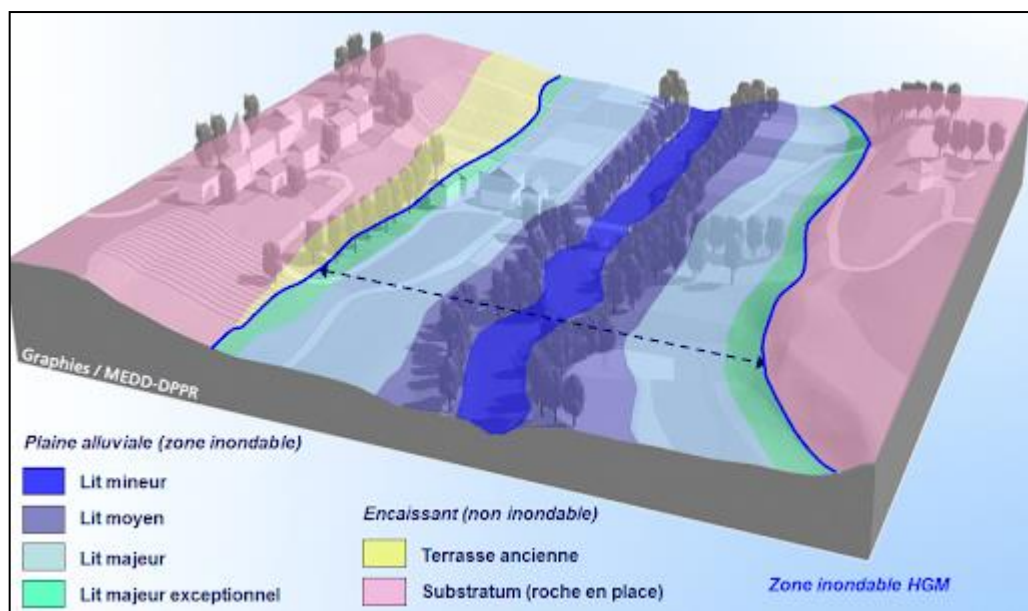 Graphies / MEDD-DPPR
Plaine alluviale (zone inondable)
Lit mineur
Lit moyen
Lit majeur
Lit majeur exceptionnel
Encaissant (non inondable)
Terrasse ancienne
Substratum (roche en place)
Zone inondable HGM